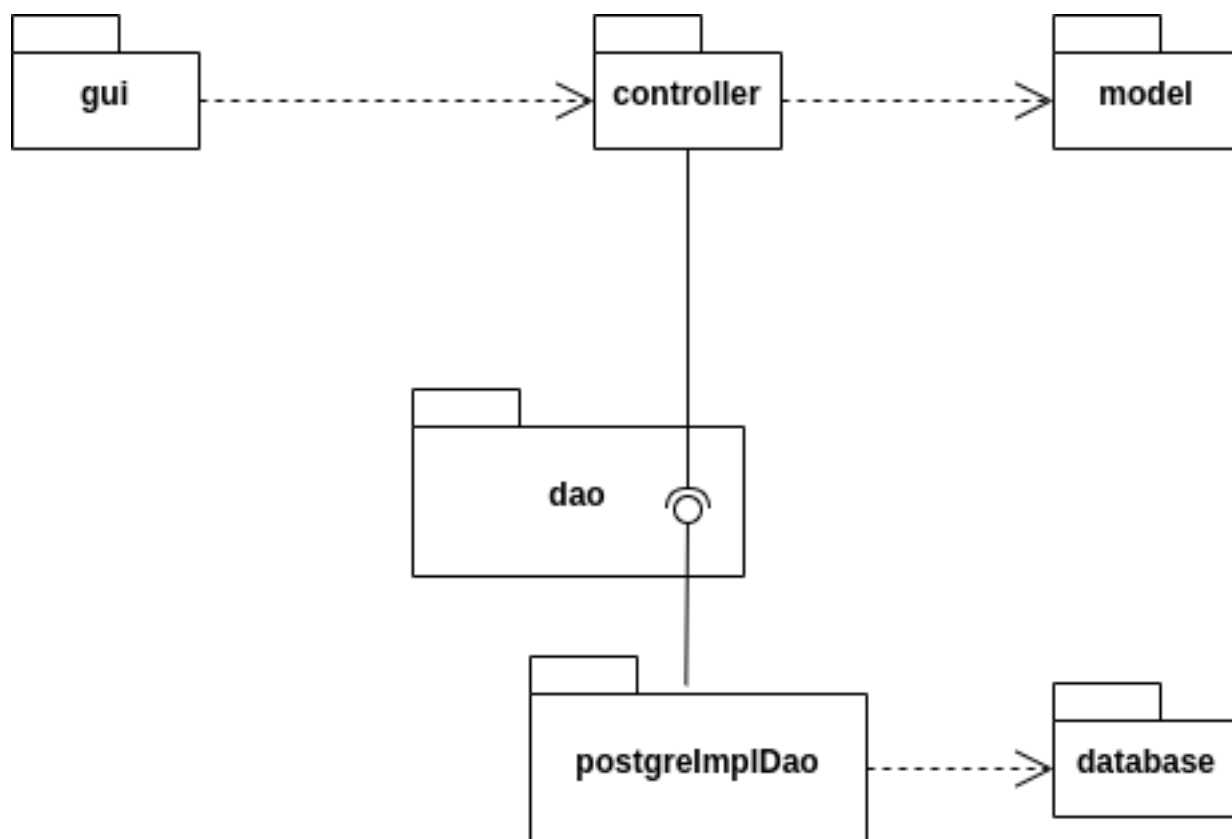 gui
controller
model
dao
postgreImplDao
database